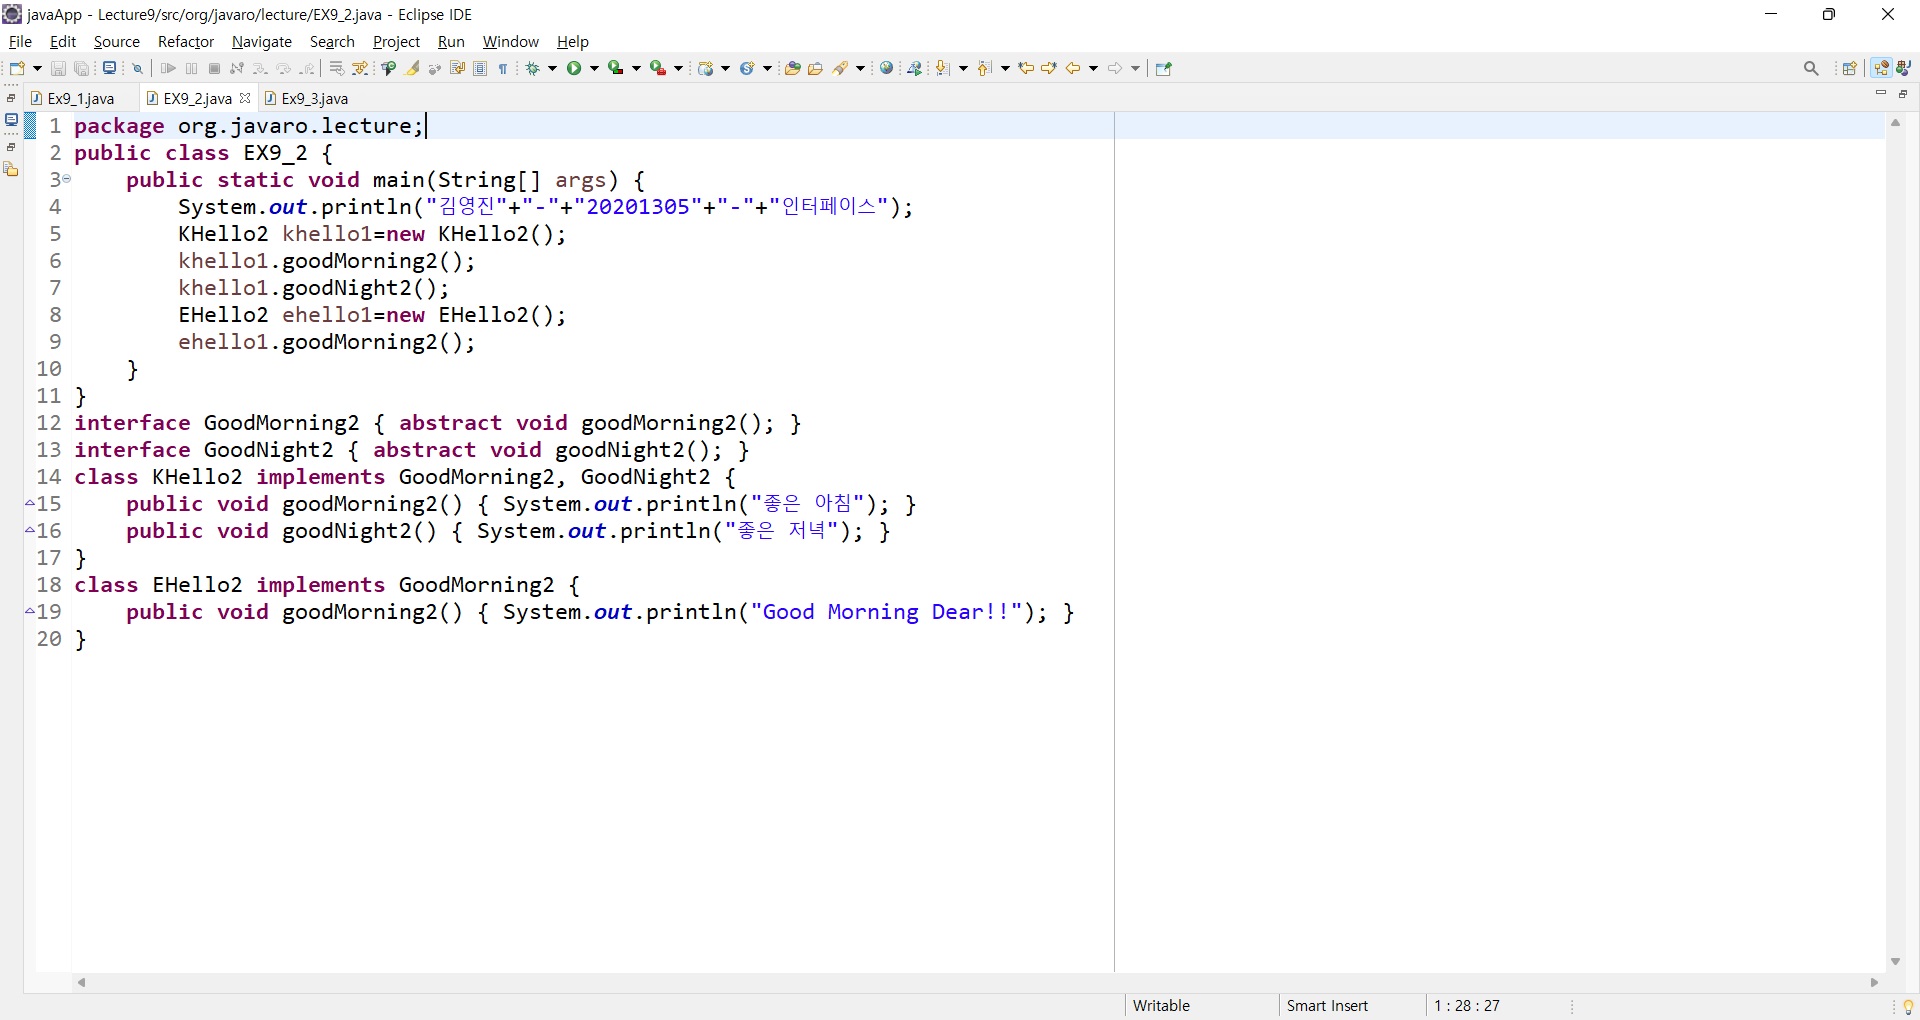 javaApp - Lecture9/src/org/javaro/lecture/EX9_2.java - Eclipse IDE
File Edit Source Refactor Navigate Search Project Run Window Help
Ex9_1.java EX9_2.java Ex9_3.java
1 package org.javaro.lecture;
2 public class EX9_2 {
3 public static void main(String[] args) {
4 System.out.println("김영진"+"-"+"20201305"+"-"+"인터페이스");
5 KHello2 khello1=new KHello2();
6 khello1.goodMorning2();
7 khello1.goodNight2();
8 EHello2 ehello1=new EHello2();
9 ehello1.goodMorning2();
10 }
11 }
12 interface GoodMorning2 { abstract void goodMorning2(); }
13 interface GoodNight2 { abstract void goodNight2(); }
14 class KHello2 implements GoodMorning2, GoodNight2 {
15 public void goodMorning2() { System.out.println("좋은 아침"); }
16 public void goodNight2() { System.out.println("좋은 저녁"); }
17 }
18 class EHello2 implements GoodMorning2 {
19 public void goodMorning2() { System.out.println("Good Morning Dear!!"); }
20 }
Writable Smart Insert 1 : 28 : 27